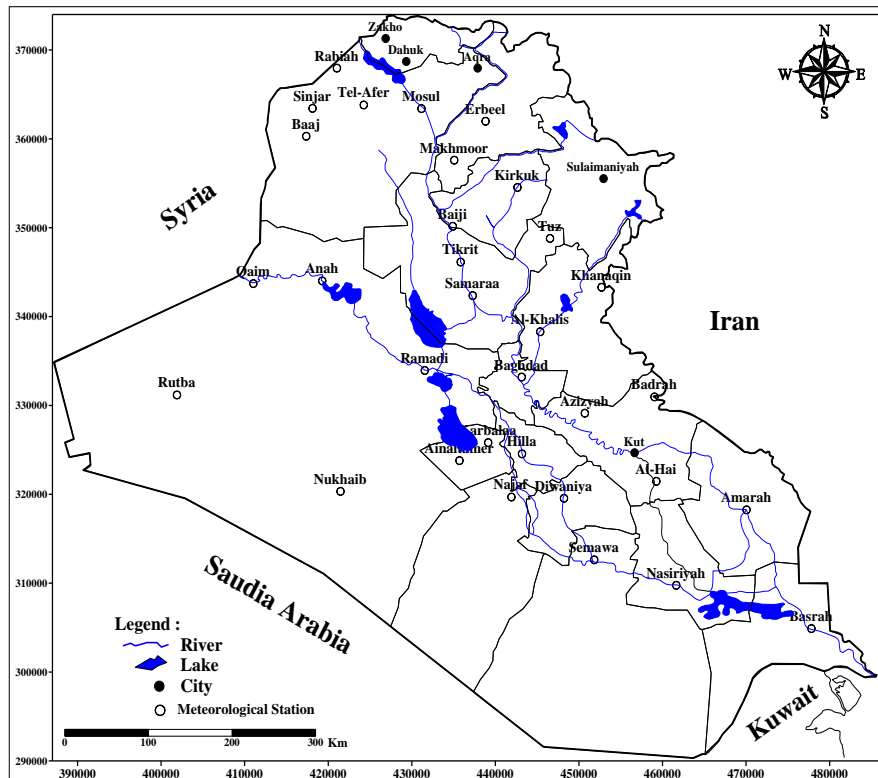 370000
360000
350000
340000
330000
320000
310000
300000
290000
N
W
E
S
Zakho
Dahuk
Aqra
Rabiah
Sinjar
Tel-Afer
Mosul
Erbeel
Baaj
Makhmoor
Kirkuk
Sulaimaniyah
Syria
Baiji
Tuz
Tikrit
Qaim
Anah
Samaraa
Khanaqin
Al-Khalis
Iran
Ramadi
Baghdad
Rutba
Badrah
Azizyah
arbalaa
Hilla
Kut
Ainaltamer
Al-Hai
Nukhaib
Najaf
Diwaniya
Amarah
Semawa
Nasiriyah
Saudia Arabia
Basrah
Kuwait
Legend :
River
Lake
City
Meteorological Station
0 100 200 300 Km
390000 400000 410000 420000 430000 440000 450000 460000 470000 480000